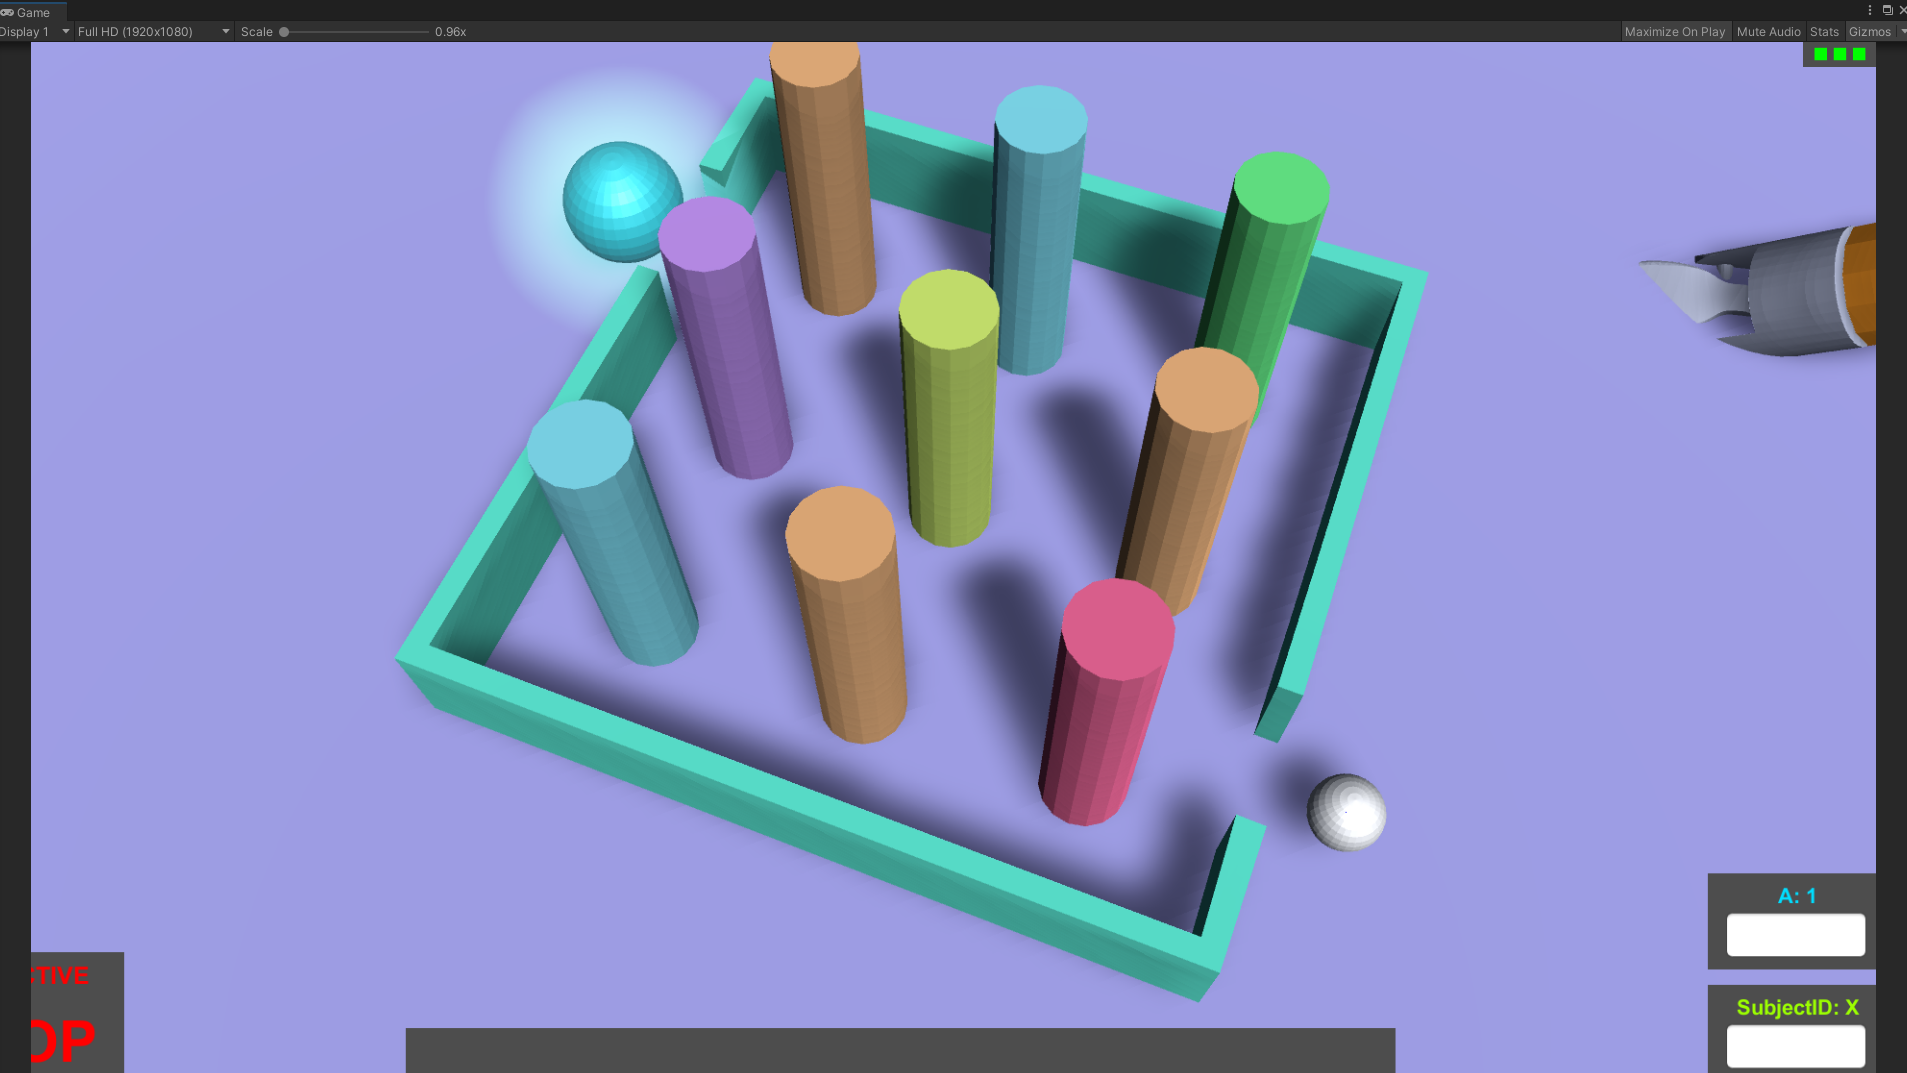 Game
Display 1 Full HD (1920x1080) Scale 0.96x Maximize On Play Mute Audio Stats Gizmos
A: 1
SubjectID: X
CTIVE
OP